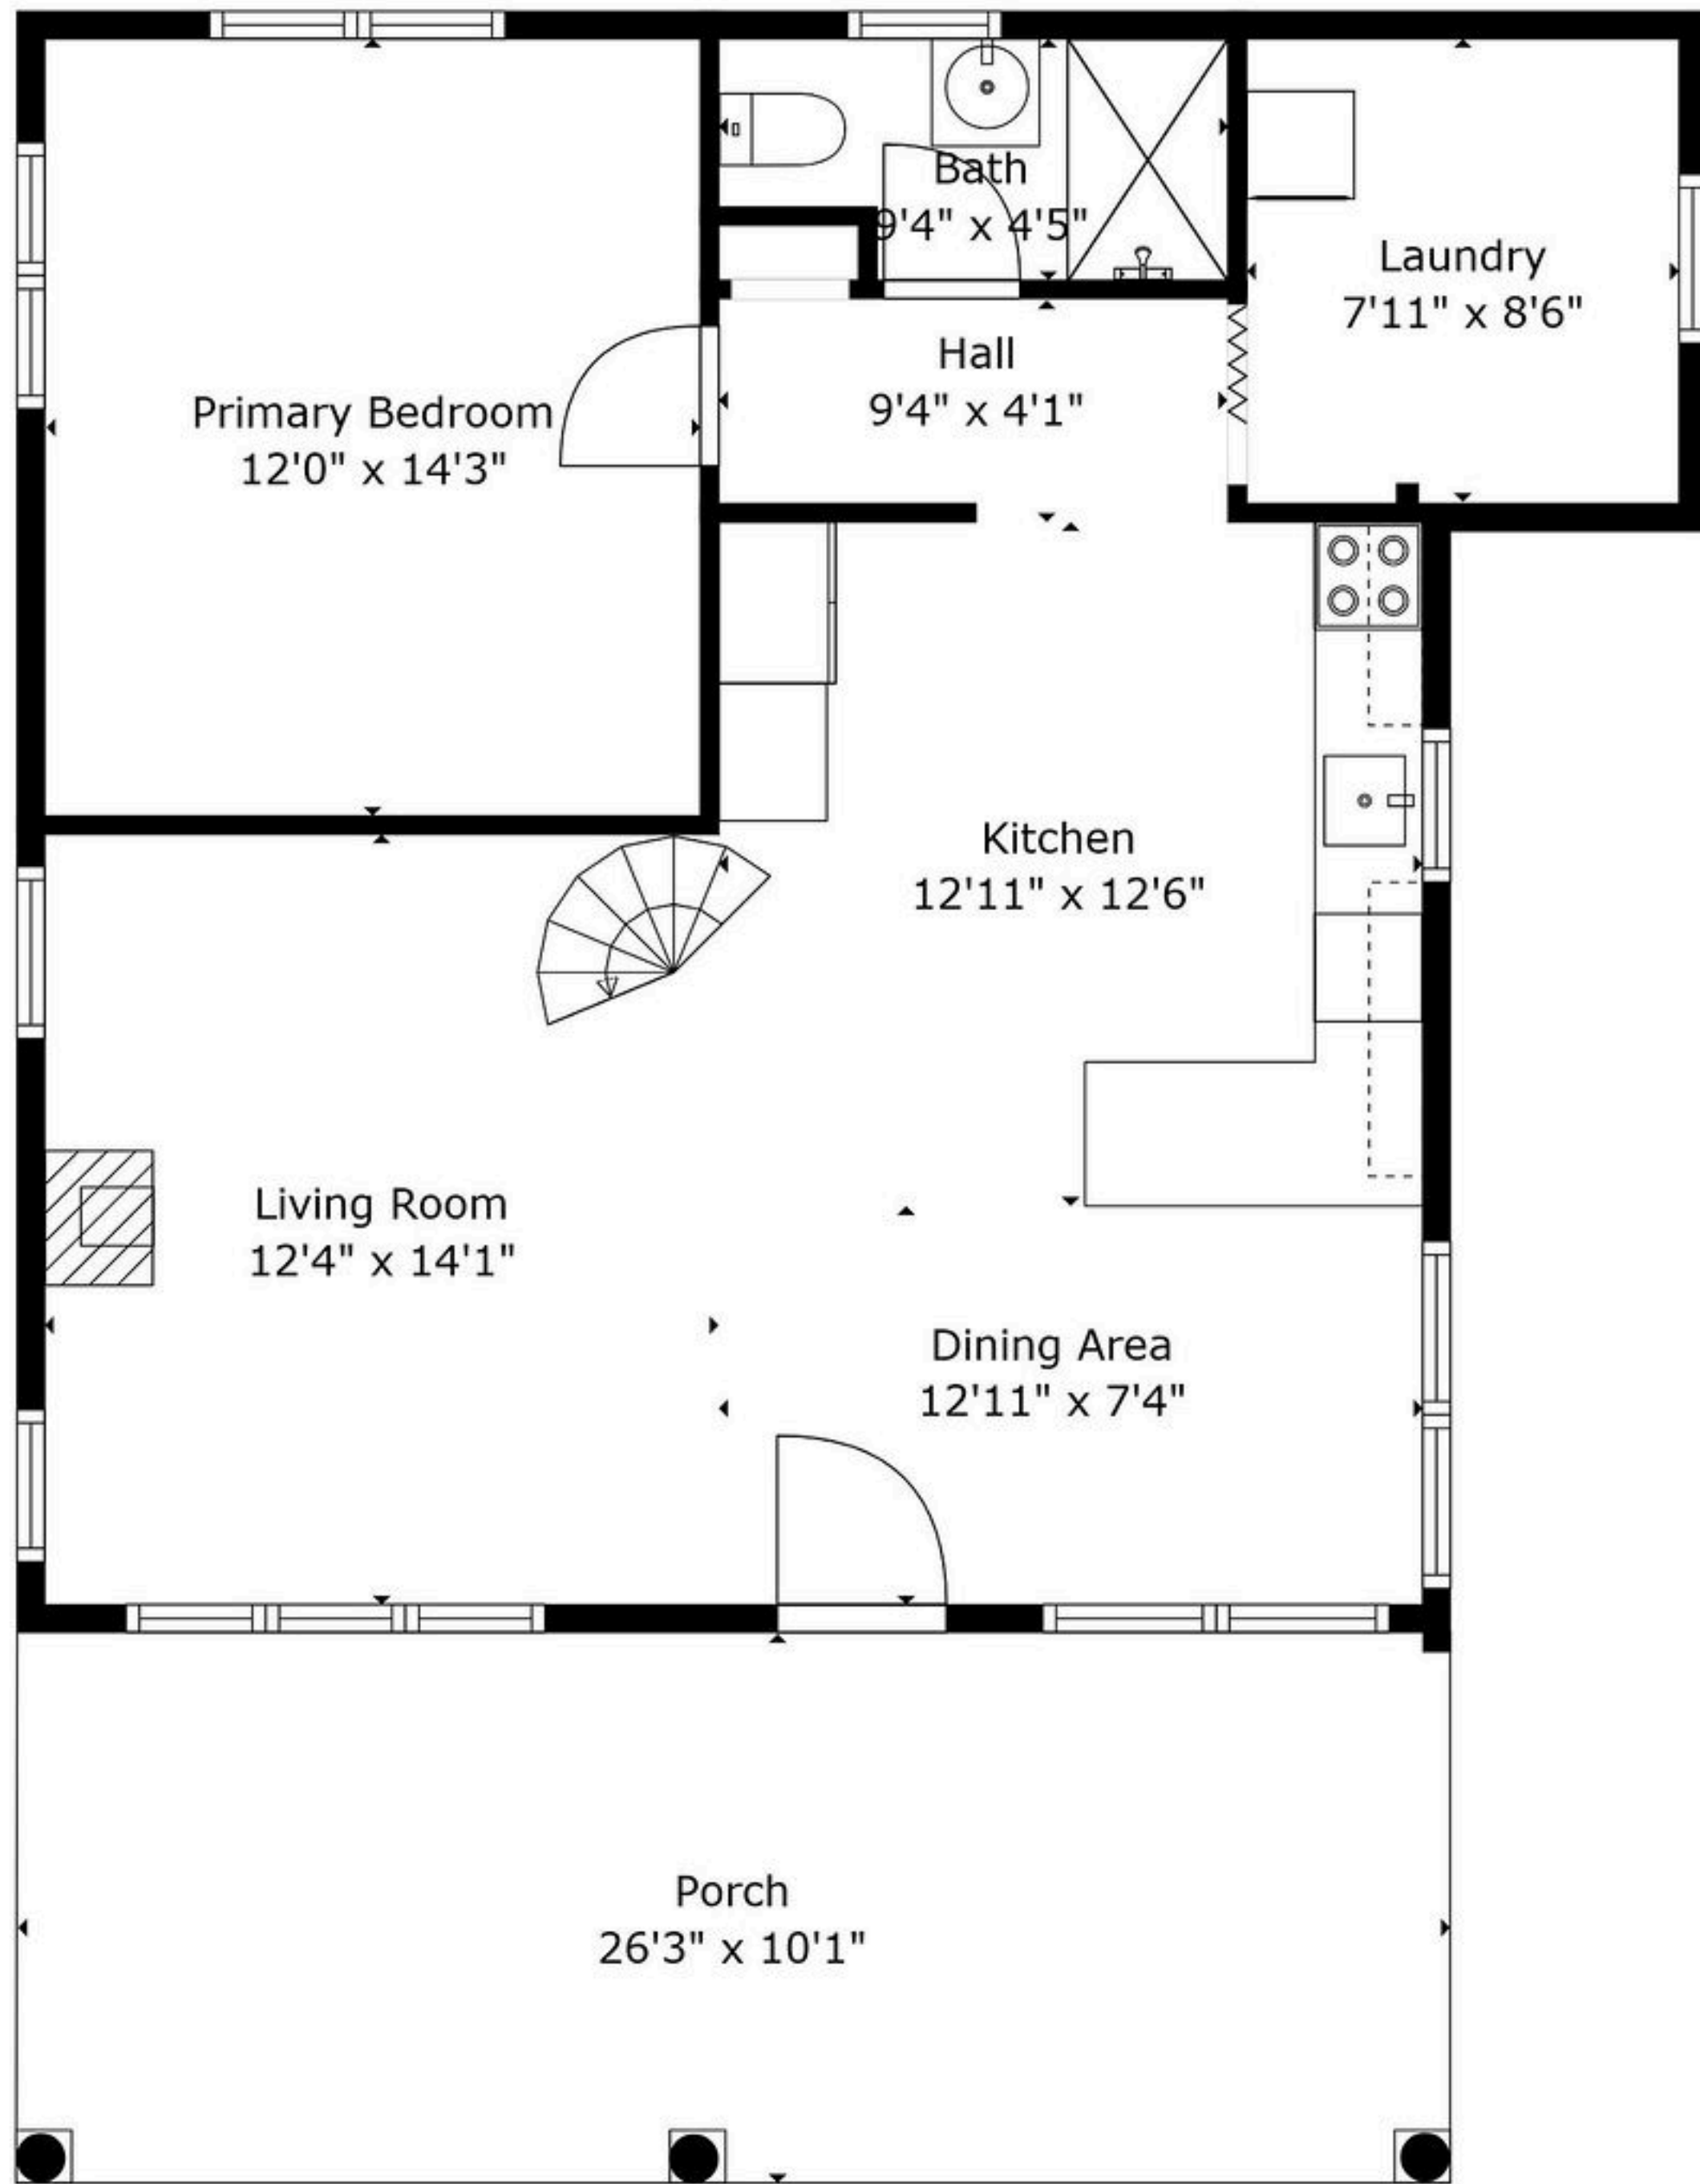 Bath
9'4" x 4'5"
Laundry
7'11" x 8'6"
Hall
9'4" x 4'1"
Primary Bedroom
12'0" x 14'3"
Kitchen
12'11" x 12'6"
Living Room
12'4" x 14'1"
Dining Area
12'11" x 7'4"
Porch
26'3" x 10'1"